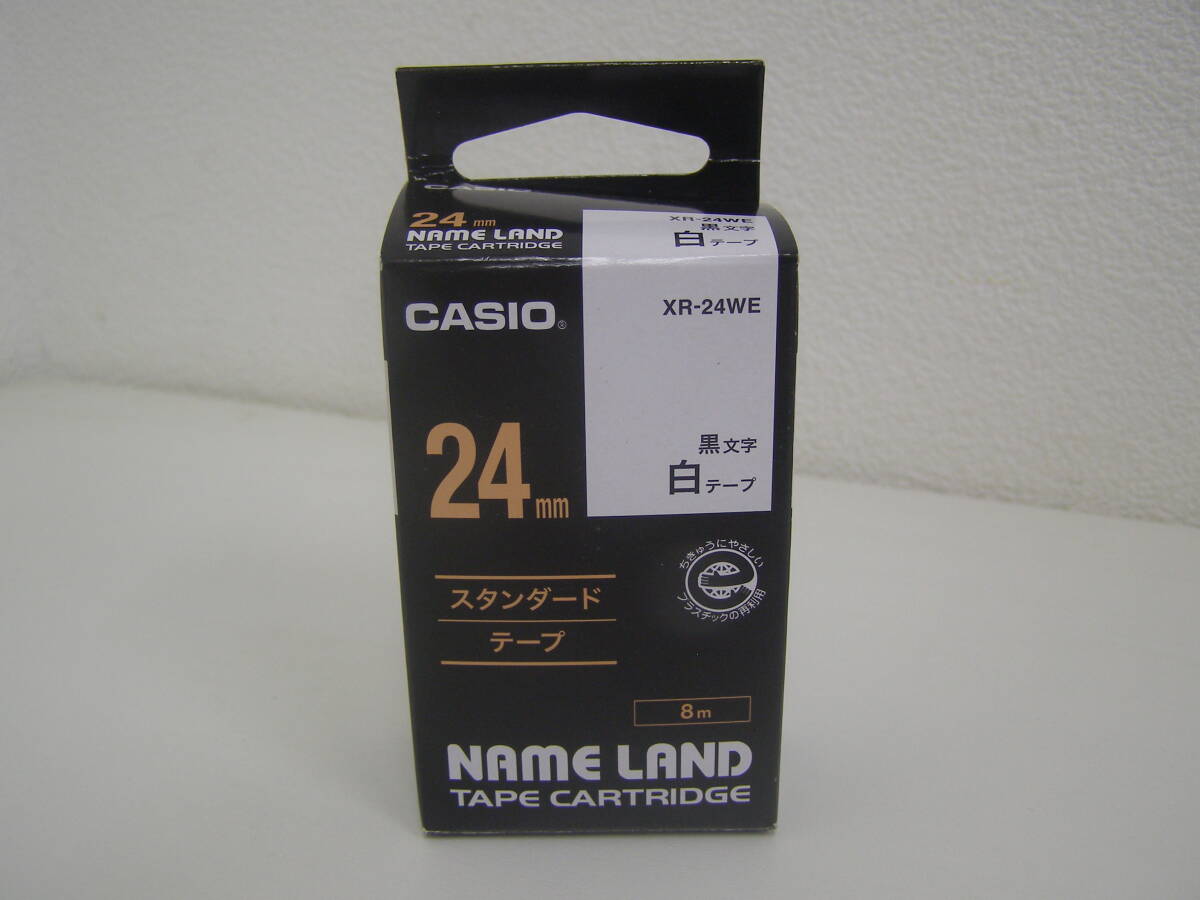 CASIO
24mm
NAME LAND
TAPE CARTRIDGE
XR-24WE
黒文字
白テープ
CASIO®
XR-24WE
24mm
黒文字
白テープ
ちきゅうにやさしい
プラスチックの再利用
スタンダード
テープ
8m
NAME LAND
TAPE CARTRIDGE